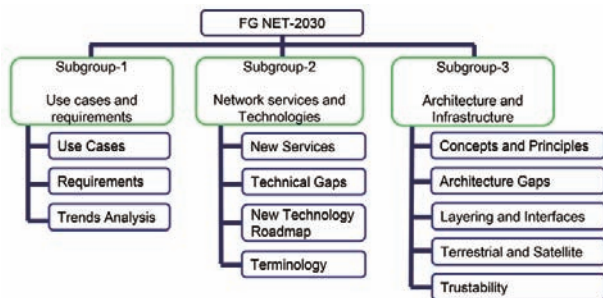 FG NET-2030
Subgroup-1
Use cases and
requirements
Use Cases
Requirements
Trends Analysis
Subgroup-2
Network services and
Technologies
New Services
Technical Gaps
New Technology
Roadmap
Terminology
Subgroup-3
Architecture and
Infrastructure
Concepts and Principles
Architecture Gaps
Layering and Interfaces
Terrestrial and Satellite
Trustability